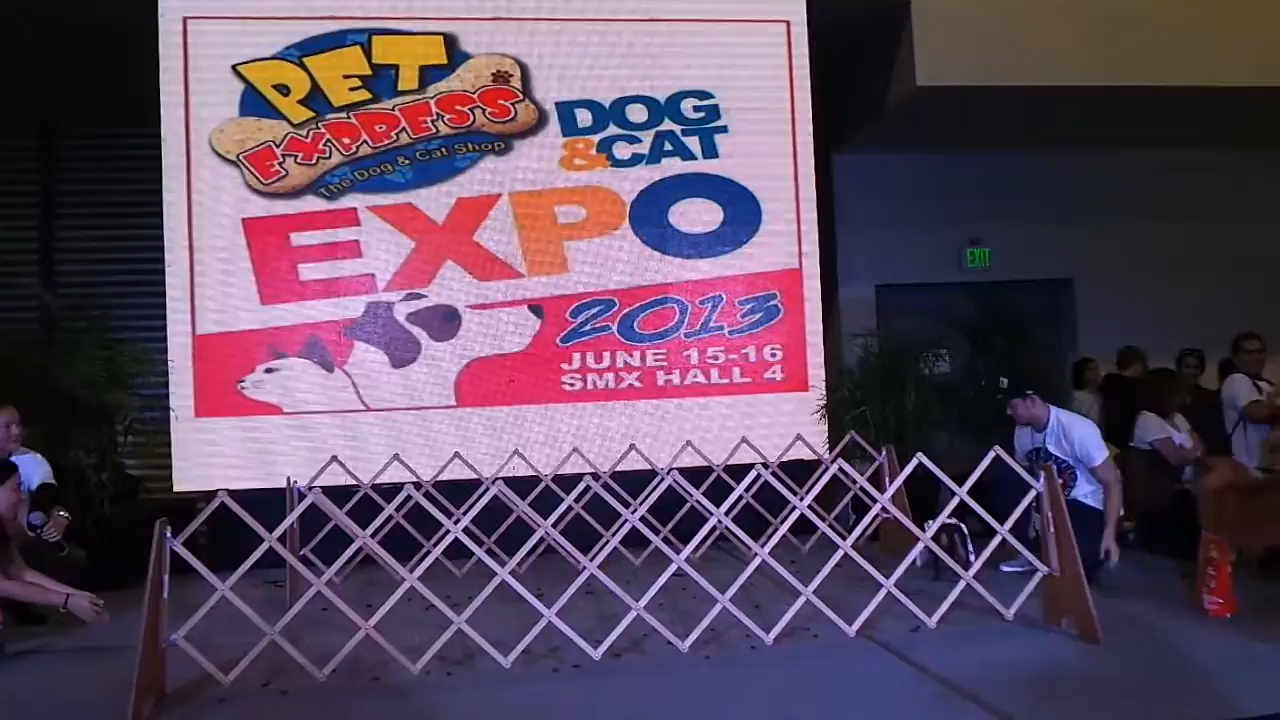 PET
EXPRESS
The Dog & Cat Shop
DOG
&CAT
EXPO
2013
JUNE 15-16
SMX HALL 4
EXIT